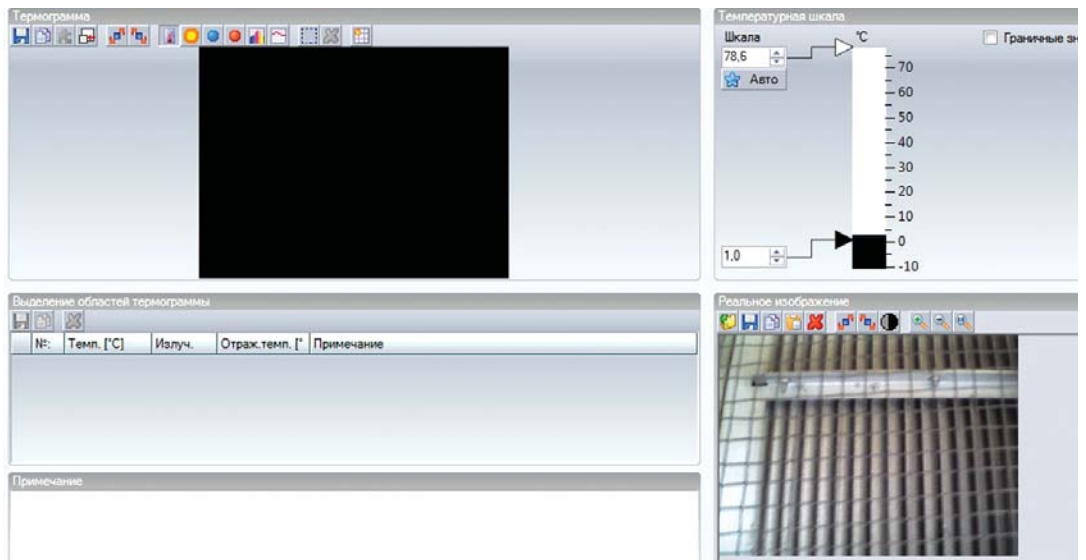 Термограмма
Температурная шкала
Шкала
°C
Граничные зн
78,6
Авто
70
60
50
40
30
20
10
0
-10
1,0
Выделение областей термограммы
№: Темп. [°C] Излуч. Отраж.темп. [° Примечание
Реальное изображение
Примечание